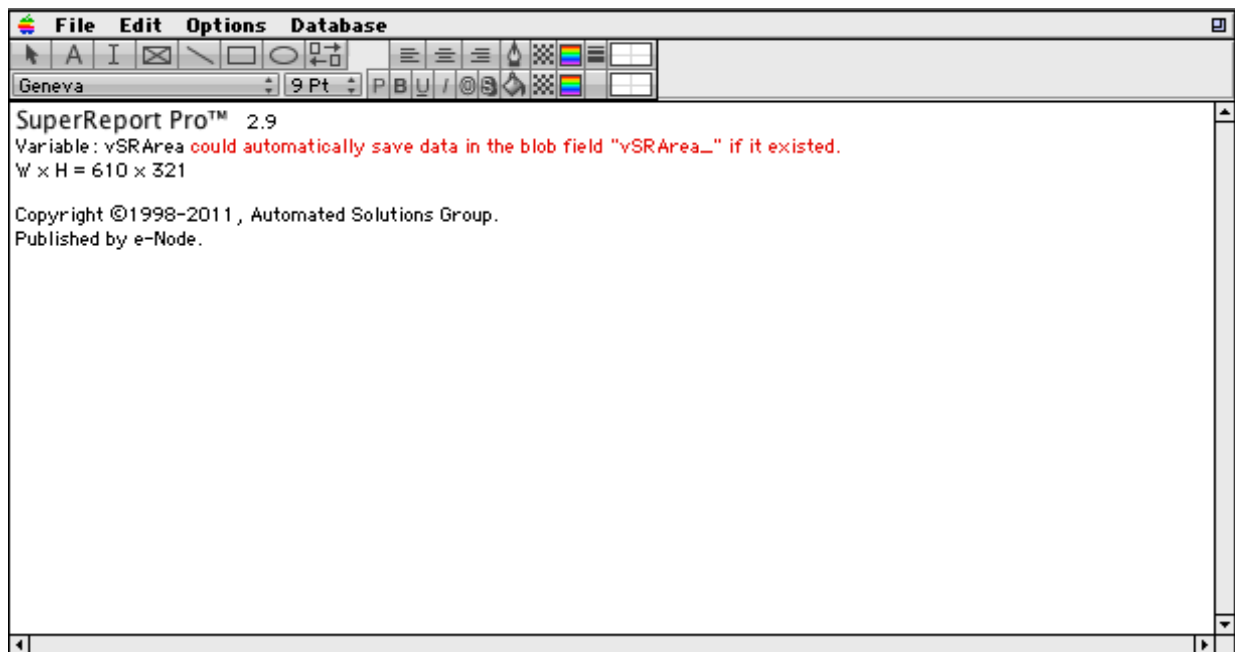 File Edit Options Database
A
Geneva 9 Pt P B U I O S
SuperReport Pro™ 2.9
Variable: vSRArea could automatically save data in the blob field "vSRArea_" if it existed.
W x H = 610 x 321
Copyright ©1998-2011, Automated Solutions Group.
Published by e-Node.